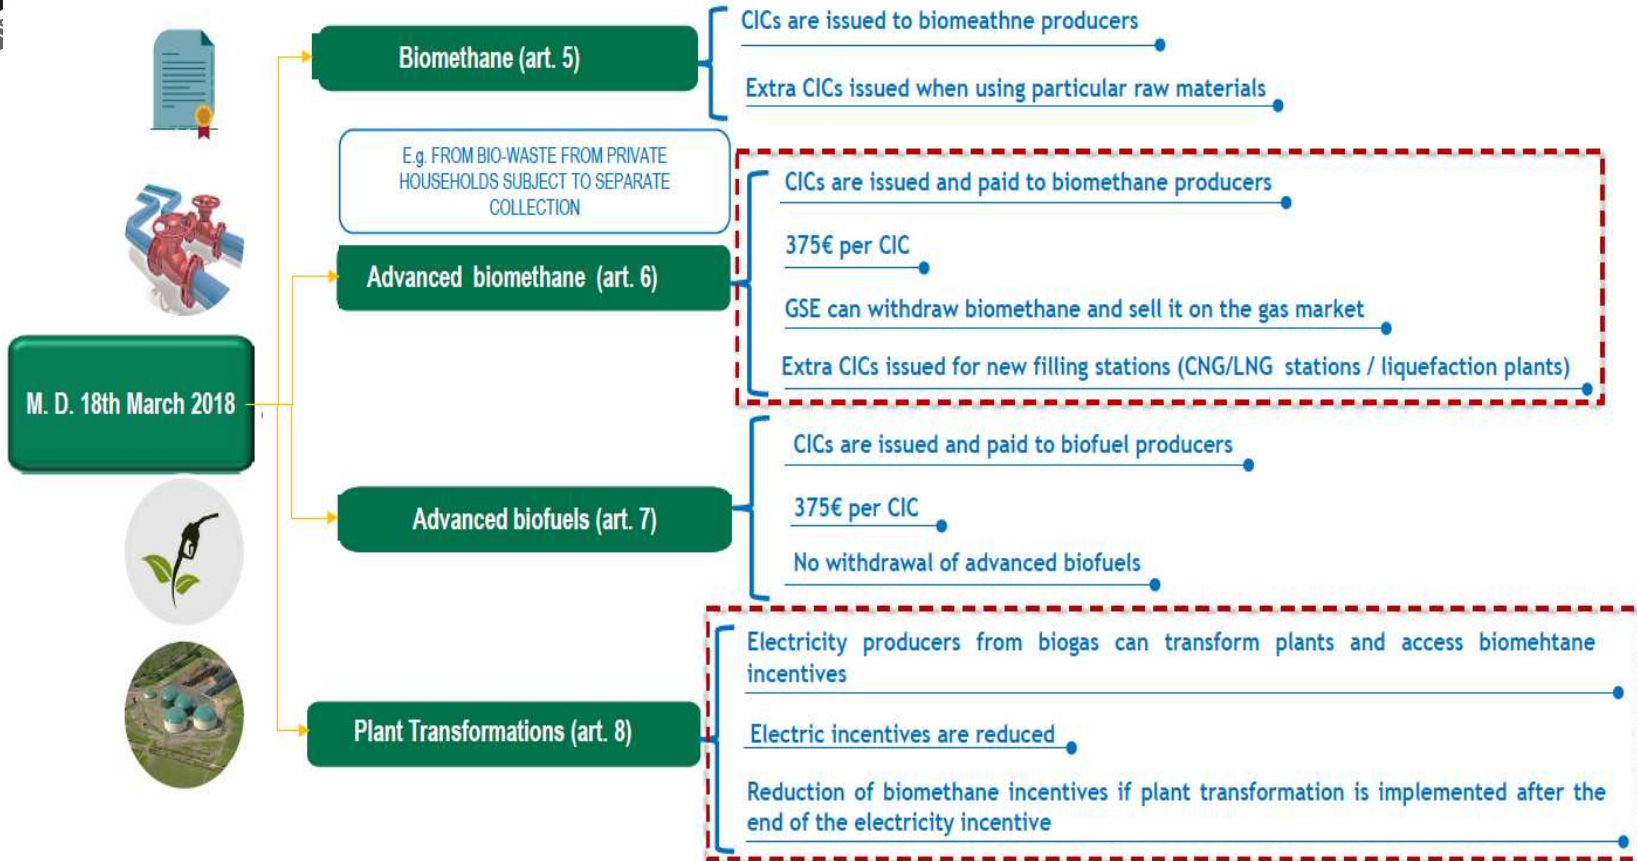 M. D. 18th March 2018
Biomethane (art. 5)
CICs are issued to biomeathne producers
Extra CICs issued when using particular raw materials
E.g. FROM BIO-WASTE FROM PRIVATE
HOUSEHOLDS SUBJECT TO SEPARATE
COLLECTION
Advanced biomethane (art. 6)
CICs are issued and paid to biomethane producers
375€ per CIC
GSE can withdraw biomethane and sell it on the gas market
Extra CICs issued for new filling stations (CNG/LNG stations / liquefaction plants)
Advanced biofuels (art. 7)
CICs are issued and paid to biofuel producers
375€ per CIC
No withdrawal of advanced biofuels
Plant Transformations (art. 8)
Electricity producers from biogas can transform plants and access biomehtane
incentives
Electric incentives are reduced
Reduction of biomethane incentives if plant transformation is implemented after the
end of the electricity incentive